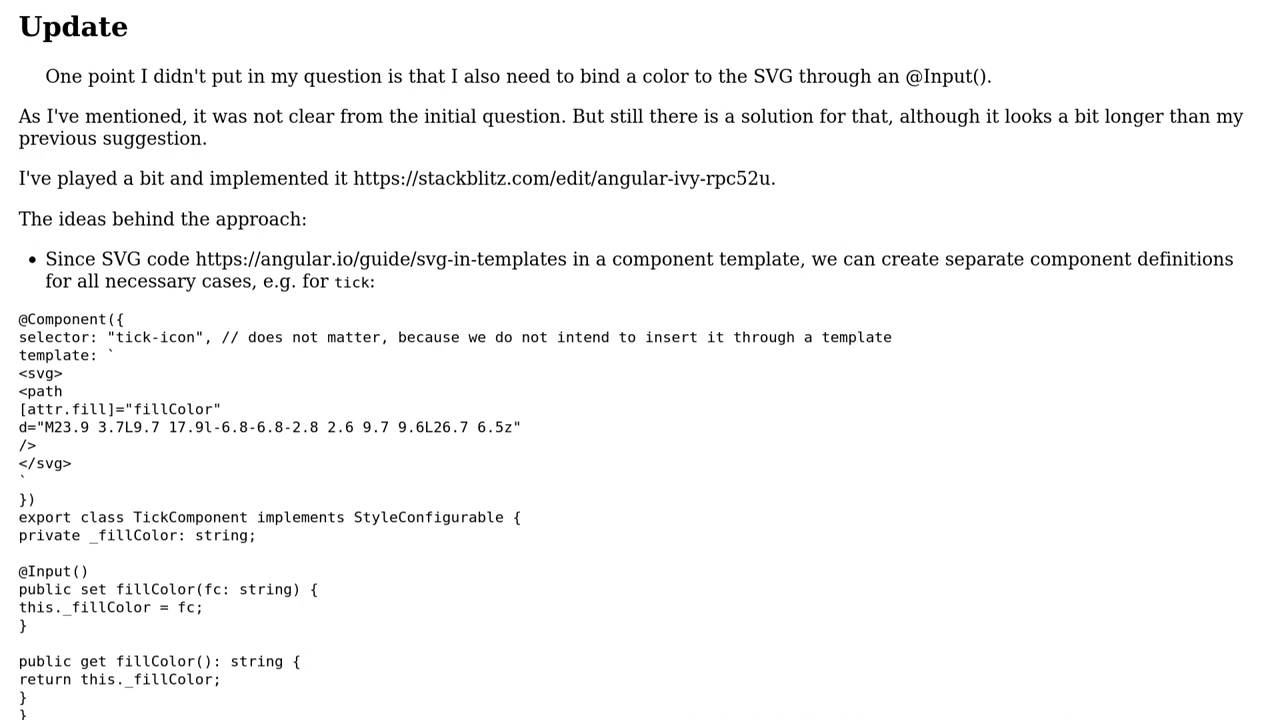 Update
One point I didn't put in my question is that I also need to bind a color to the SVG through an @Input().
As I've mentioned, it was not clear from the initial question. But still there is a solution for that, although it looks a bit longer than my
previous suggestion.
I've played a bit and implemented it https://stackblitz.com/edit/angular-ivy-rpc52u.
The ideas behind the approach:
• Since SVG code https://angular.io/guide/svg-in-templates in a component template, we can create separate component definitions
for all necessary cases, e.g. for tick:
@Component({
selector: "tick-icon", // does not matter, because we do not intend to insert it through a template
template: `
<svg>
<path
[attr.fill]="fillColor"
d="M23.9 3.7L9.7 17.9l-6.8-6.8-2.8 2.6 9.7 9.6L26.7 6.5z"
/>
</svg>
`
})
export class TickComponent implements StyleConfigurable {
private _fillColor: string;
@Input()
public set fillColor(fc: string) {
this._fillColor = fc;
}
public get fillColor(): string {
return this._fillColor;
}
}